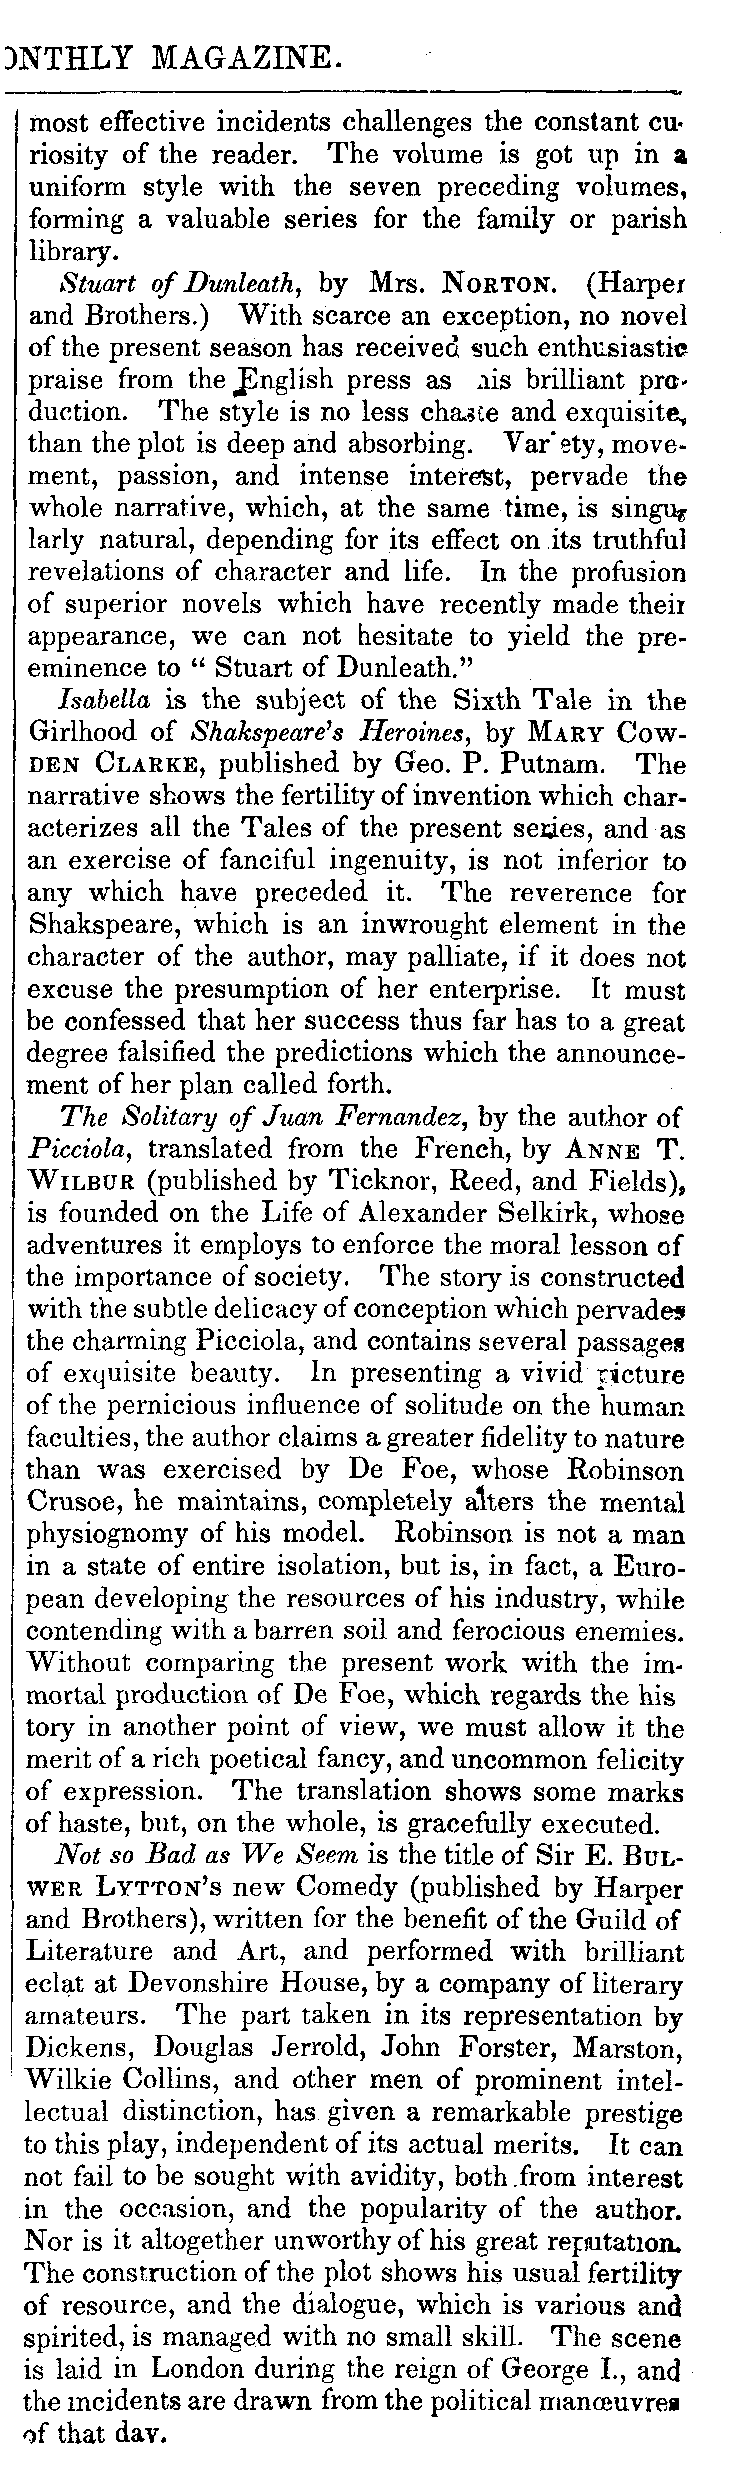 ONTHLY MAGAZINE.
most effective incidents challenges the constant cu-
riosity of the reader. The volume is got up in a
uniform style with the seven preceding volumes,
forming a valuable series for the family or parish
library.
Stuart of Dunleath, by Mrs. NORTON. (Harper
and Brothers.) With scarce an exception, no novel
of the present season has received such enthusiastic
praise from the English press as his brilliant pro-
duction. The style is no less chaste and exquisite,
than the plot is deep and absorbing. Variety, move-
ment, passion, and intense interest, pervade the
whole narrative, which, at the same time, is singu
larly natural, depending for its effect on its truthful
revelations of character and life. In the profusion
of superior novels which have recently made their
appearance, we can not hesitate to yield the pre-
eminence to “ Stuart of Dunleath.”
Isabella is the subject of the Sixth Tale in the
Girlhood of Shakspeare's Heroines, by MARY COW-
DEN CLARKE, published by Geo. P. Putnam. The
narrative shows the fertility of invention which char-
acterizes all the Tales of the present series, and as
an exercise of fanciful ingenuity, is not inferior to
any which have preceded it. The reverence for
Shakspeare, which is an inwrought element in the
character of the author, may palliate, if it does not
excuse the presumption of her enterprise. It must
be confessed that her success thus far has to a great
degree falsified the predictions which the announce-
ment of her plan called forth.
The Solitary of Juan Fernandez, by the author of
Picciola, translated from the French, by ANNE T.
WILBUR (published by Ticknor, Reed, and Fields),
is founded on the Life of Alexander Selkirk, whose
adventures it employs to enforce the moral lesson of
the importance of society. The story is constructed
with the subtle delicacy of conception which pervades
the charming Picciola, and contains several passages
of exquisite beauty. In presenting a vivid picture
of the pernicious influence of solitude on the human
faculties, the author claims a greater fidelity to nature
than was exercised by De Foe, whose Robinson
Crusoe, he maintains, completely alters the mental
physiognomy of his model. Robinson is not a man
in a state of entire isolation, but is, in fact, a Euro-
pean developing the resources of his industry, while
contending with a barren soil and ferocious enemies.
Without comparing the present work with the im-
mortal production of De Foe, which regards the his
tory in another point of view, we must allow it the
merit of a rich poetical fancy, and uncommon felicity
of expression. The translation shows some marks
of haste, but, on the whole, is gracefully executed.
Not so Bad as We Seem is the title of Sir E. BUL-
WER LYTTON'S new Comedy (published by Harper
and Brothers), written for the benefit of the Guild of
Literature and Art, and performed with brilliant
eclat at Devonshire House, by a company of literary
amateurs. The part taken in its representation by
Dickens, Douglas Jerrold, John Forster, Marston,
Wilkie Collins, and other men of prominent intel-
lectual distinction, has given a remarkable prestige
to this play, independent of its actual merits. It can
not fail to be sought with avidity, both from interest
in the occasion, and the popularity of the author.
Nor is it altogether unworthy of his great reputation.
The construction of the plot shows his usual fertility
of resource, and the dialogue, which is various and
spirited, is managed with no small skill. The scene
is laid in London during the reign of George I., and
the incidents are drawn from the political manœuvres
of that day.